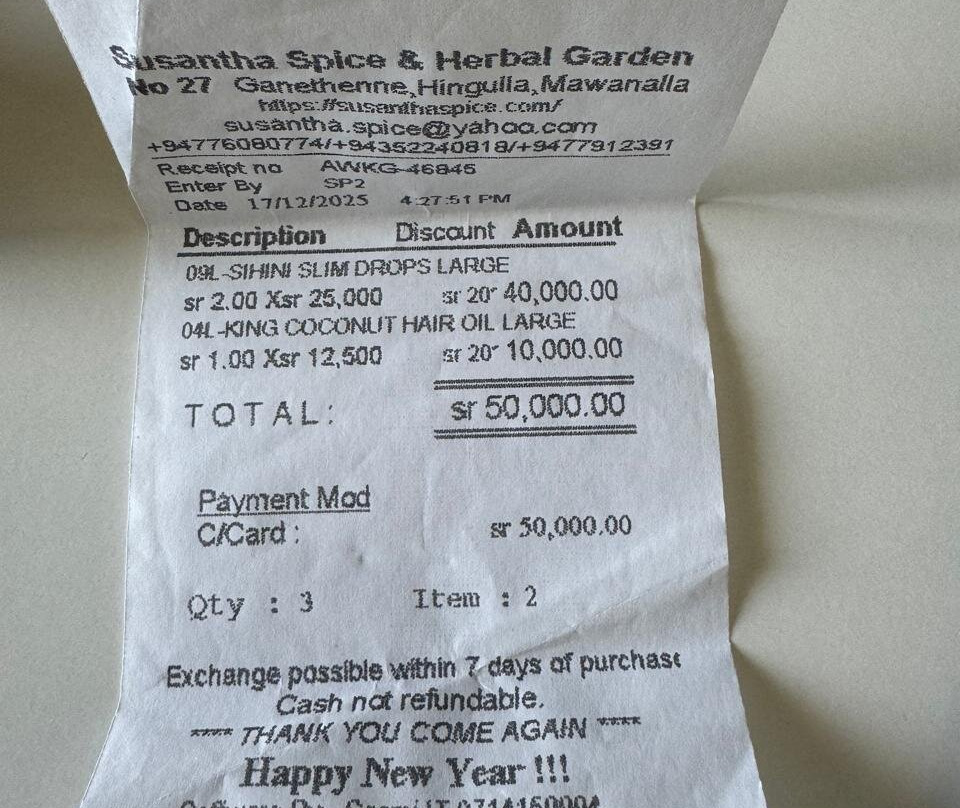 Susantha Spice & Herbal Garden
No 27 Ganethenne,Hingulla,Mawanalla
https://susanthaspice.com/
susantha.spice@yahoo.com
+94776080774/+94352240818/+9477912391
Receipt no AWKG-46845
Enter By SP2
Date 17/12/2025 4:27:51 PM
Description Discount Amount
09L-SIHINI SLIM DROPS LARGE
sr 2.00 Xsr 25,000 sr 20 40,000.00
04L-KING COCONUT HAIR OIL LARGE
sr 1.00 Xsr 12,500 sr 20 10,000.00
TOTAL: sr 50,000.00
Payment Mod
C/Card : sr 50,000.00
Qty : 3 Item : 2
Exchange possible within 7 days of purchase
Cash not refundable.
**** THANK YOU COME AGAIN ****
Happy New Year !!!